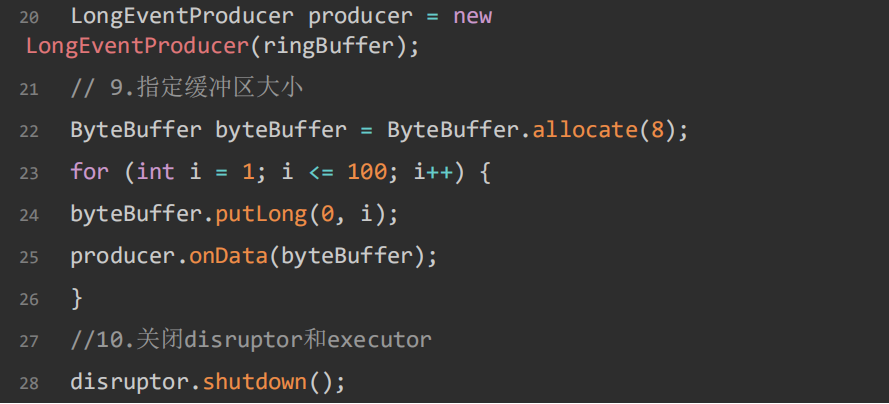 20 LongEventProducer producer = new
LongEventProducer(ringBuffer);
21 // 9.指定缓冲区大小
22 ByteBuffer byteBuffer = ByteBuffer.allocate(8);
23 for (int i = 1; i <= 100; i++) {
24 byteBuffer.putLong(0, i);
25 producer.onData(byteBuffer);
26 }
27 //10.关闭disruptor和executor
28 disruptor.shutdown();